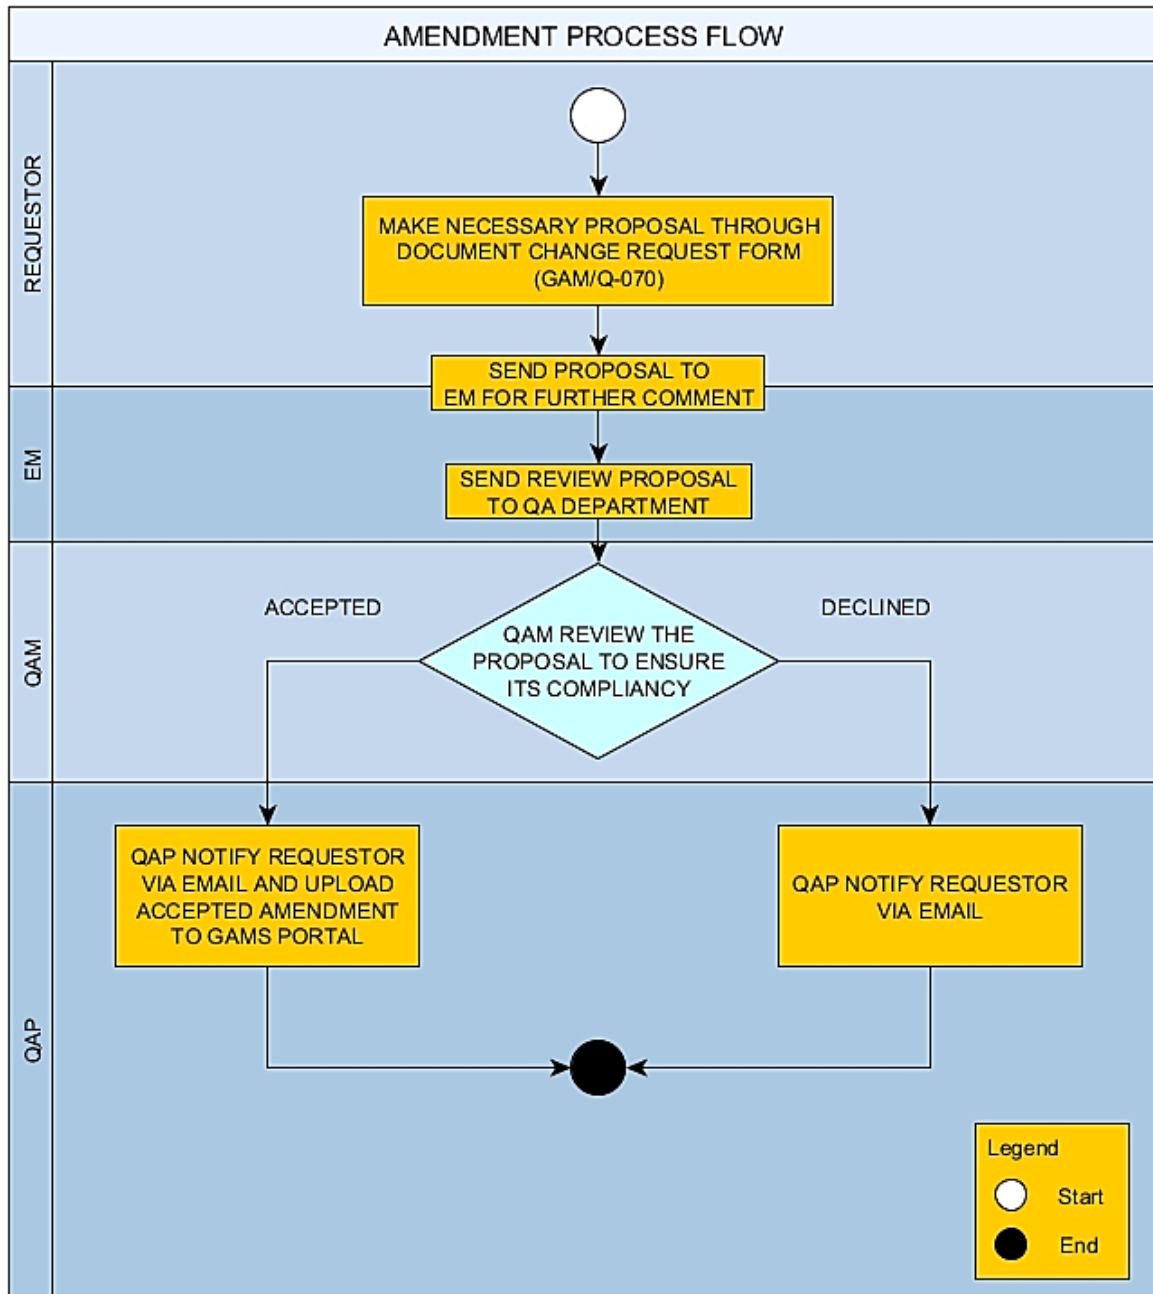 AMENDMENT PROCESS FLOW
REQUESTOR
MAKE NECESSARY PROPOSAL THROUGH
DOCUMENT CHANGE REQUEST FORM
(GAM/Q-070)
SEND PROPOSAL TO
EM FOR FURTHER COMMENT
EM
SEND REVIEW PROPOSAL
TO QA DEPARTMENT
QAM
ACCEPTED
DECLINED
QAM REVIEW THE
PROPOSAL TO ENSURE
ITS COMPLIANCY
QAP
QAP NOTIFY REQUESTOR
VIA EMAIL AND UPLOAD
ACCEPTED AMENDMENT
TO GAMS PORTAL
QAP NOTIFY REQUESTOR
VIA EMAIL
Legend
Start
End